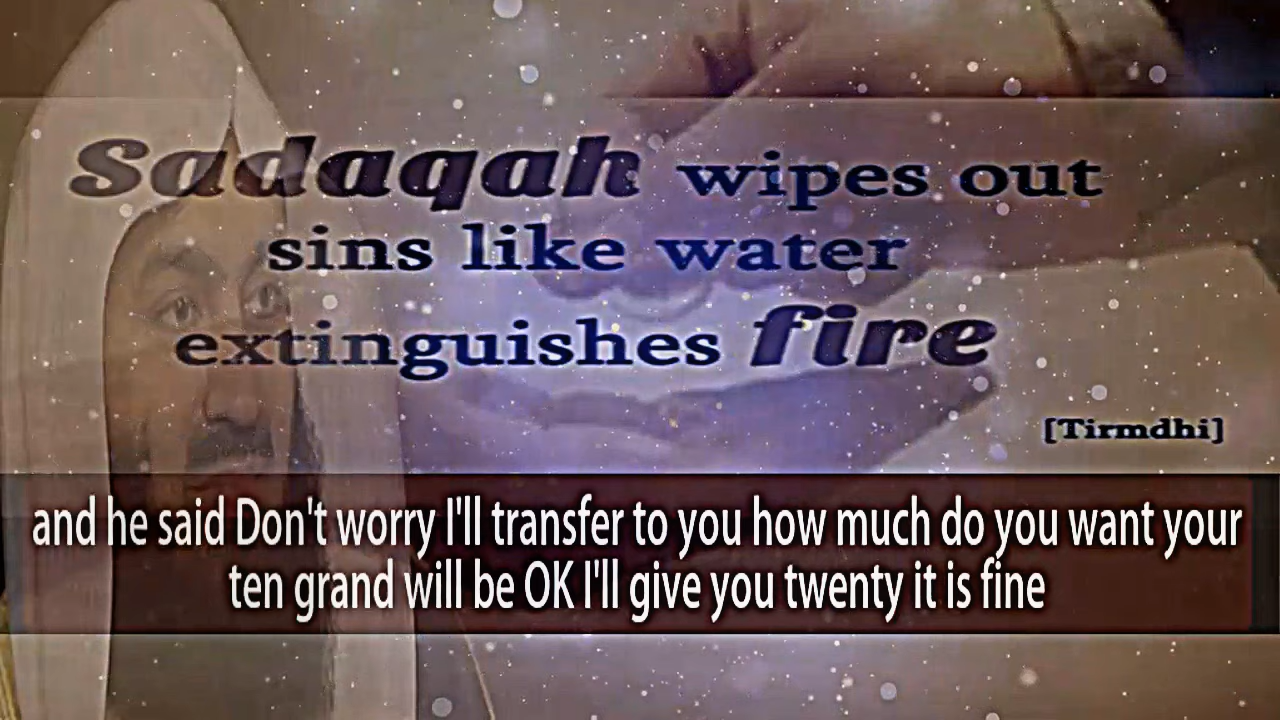 Sadaqah wipes out
sins like water
extinguishes fire
[Tirmdhi]
and he said Don't worry I'll transfer to you how much do you want your
ten grand will be OK I'll give you twenty it is fine